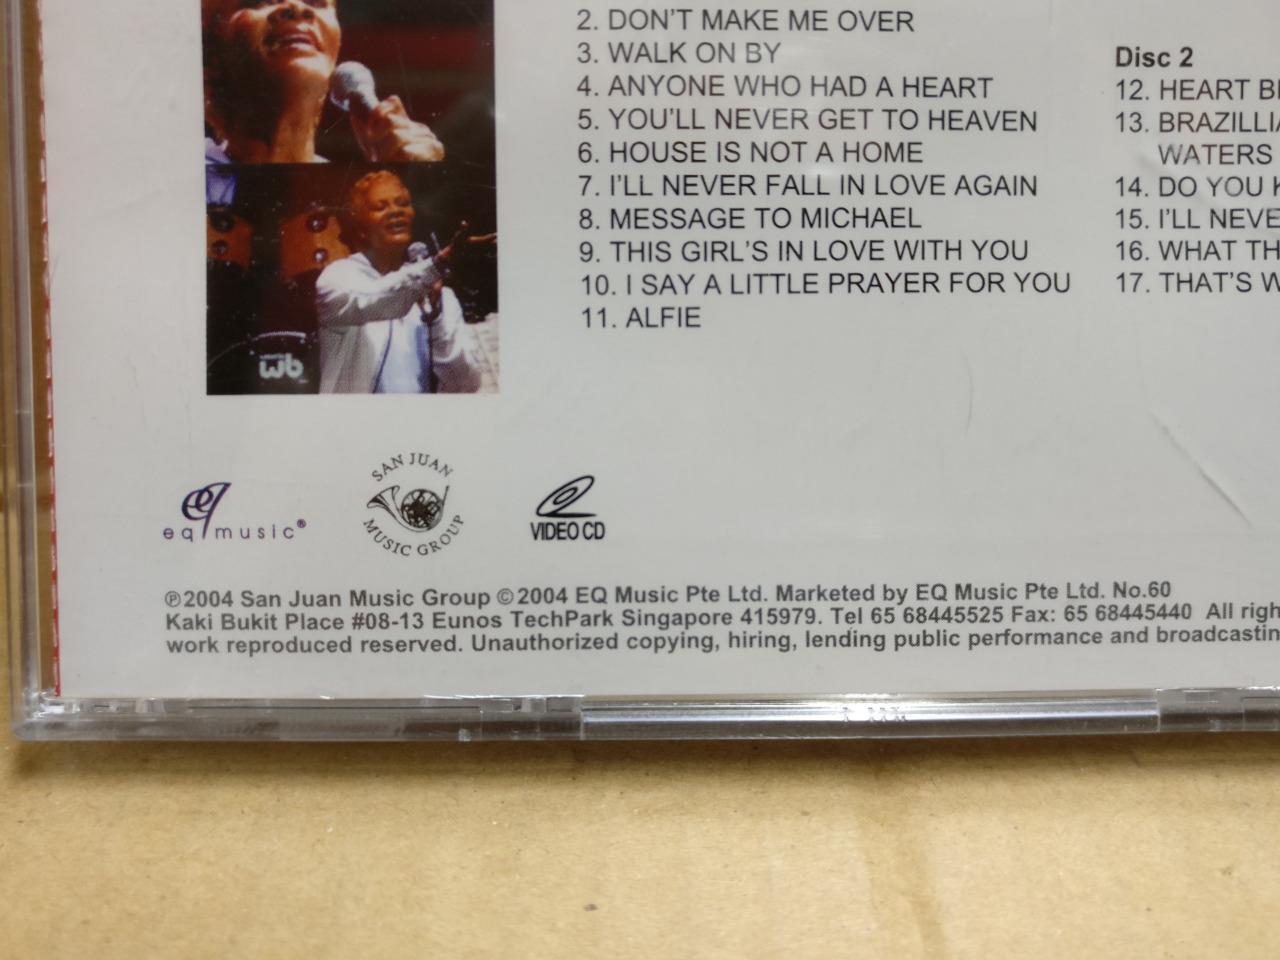 2. DON'T MAKE ME OVER
3. WALK ON BY
4. ANYONE WHO HAD A HEART
5. YOU'LL NEVER GET TO HEAVEN
6. HOUSE IS NOT A HOME
7. I'LL NEVER FALL IN LOVE AGAIN
8. MESSAGE TO MICHAEL
9. THIS GIRL'S IN LOVE WITH YOU
10. I SAY A LITTLE PRAYER FOR YOU
11. ALFIE
Disc 2
12. HEART
13.
WATERS
14. DO YOU
15. I'LL
16. WHAT
17. THAT'S
wb
eq music®
SAN JUAN
MUSIC GROUP
VIDEO CD
℗2004 San Juan Music Group ©2004 EQ Music Pte Ltd. Marketed by EQ Music Pte Ltd. No.60
Kaki Bukit Place #08-13 Eunos TechPark Singapore 415979. Tel 65 68445525 Fax: 65 68445440 All
work reproduced reserved. Unauthorized copying, hiring, lending public performance and